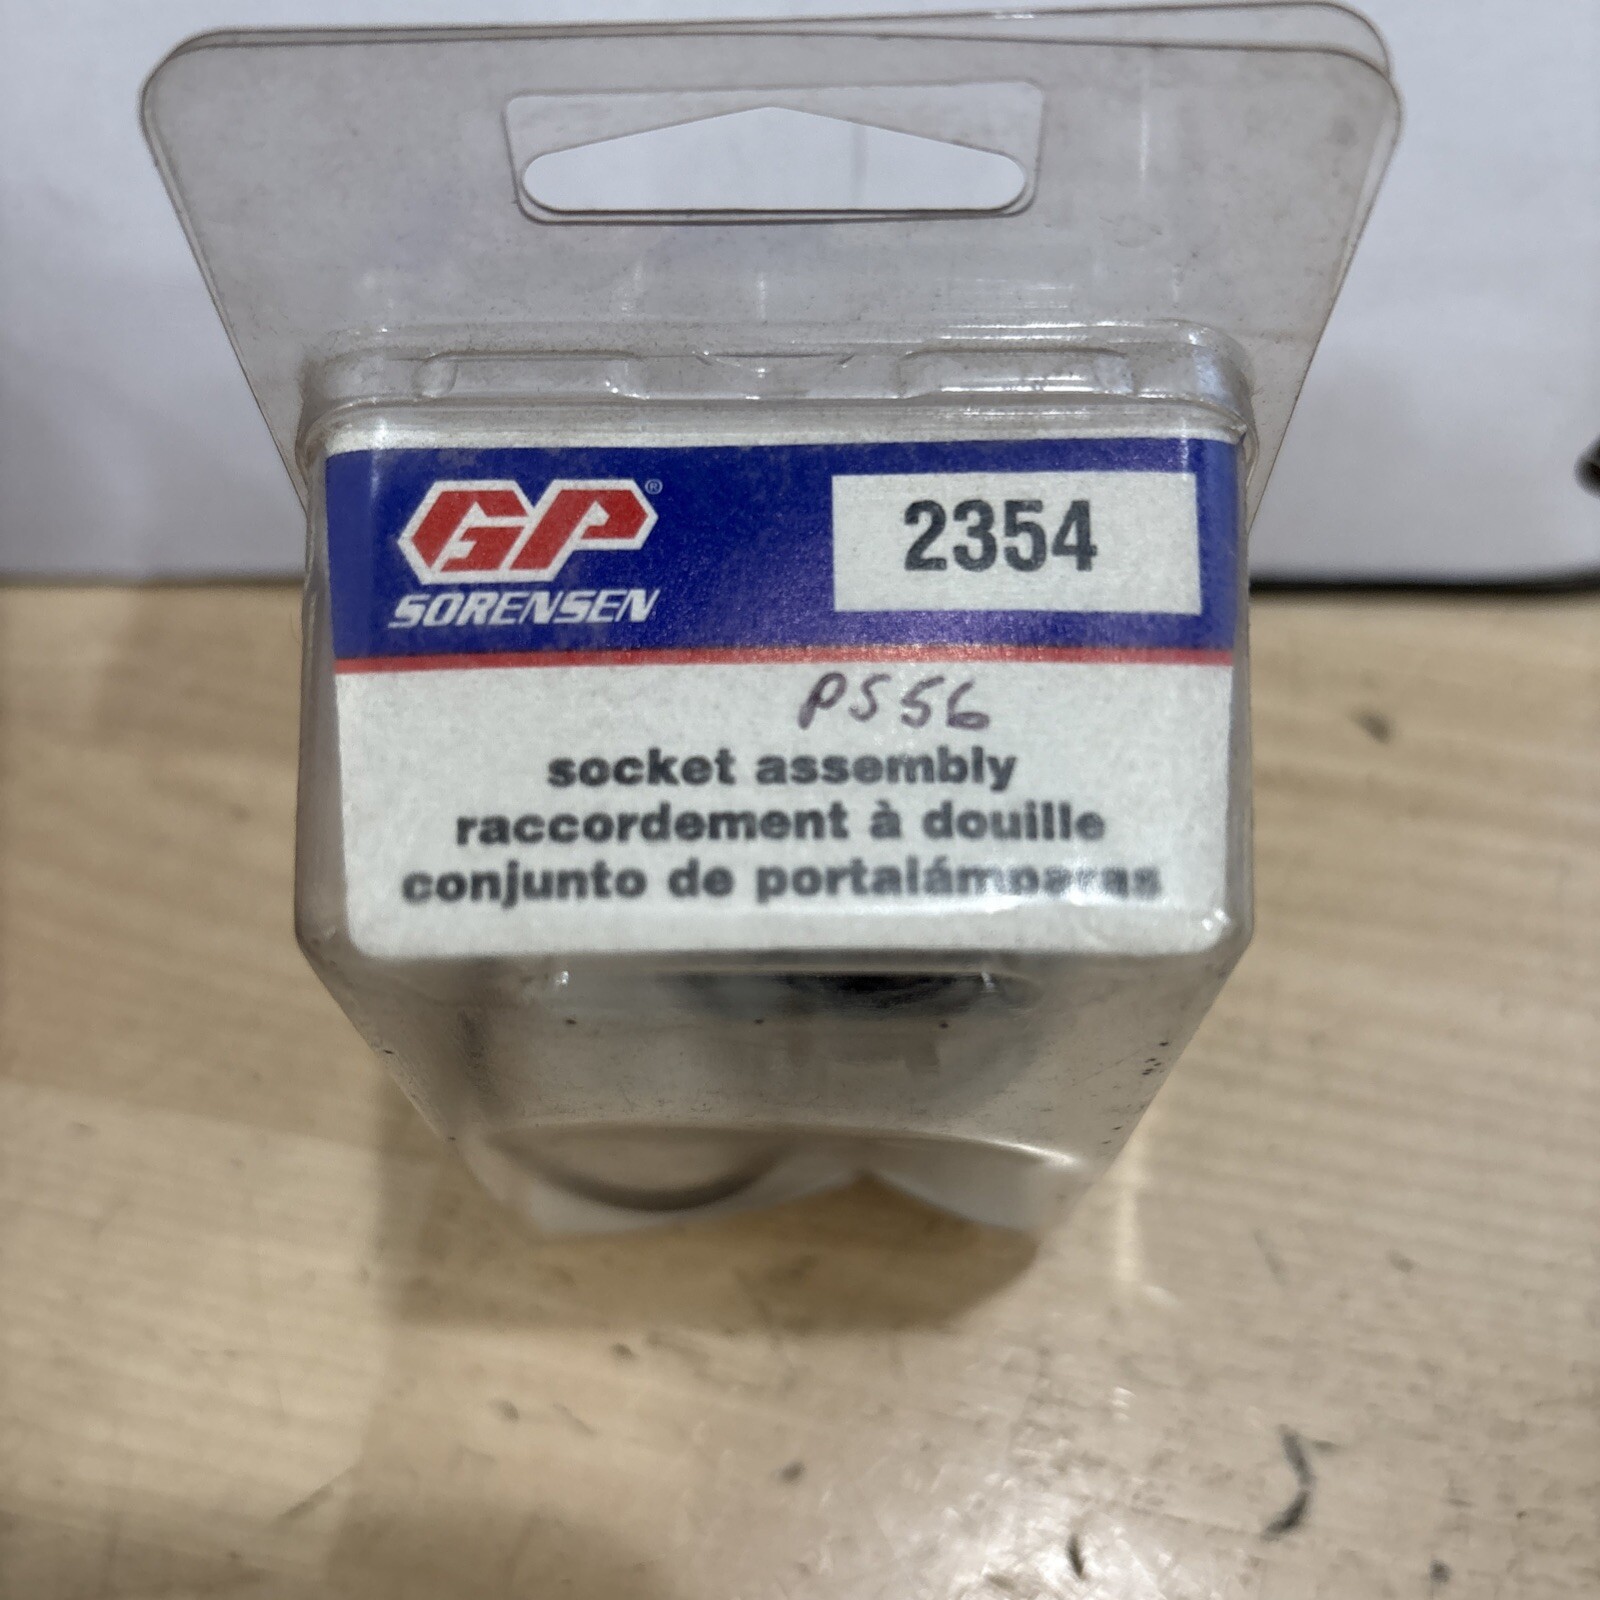 GP®
SORENSEN
2354
PS56
socket assembly
raccordement à douille
conjunto de portalámparas